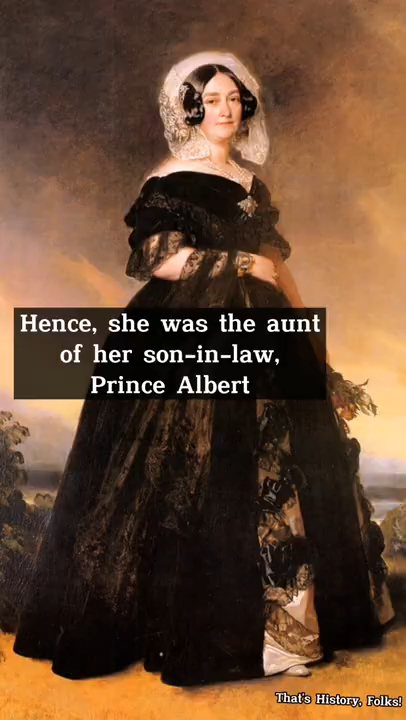 Hence, she was the aunt
of her son-in-law,
Prince Albert
That's History, Folks!